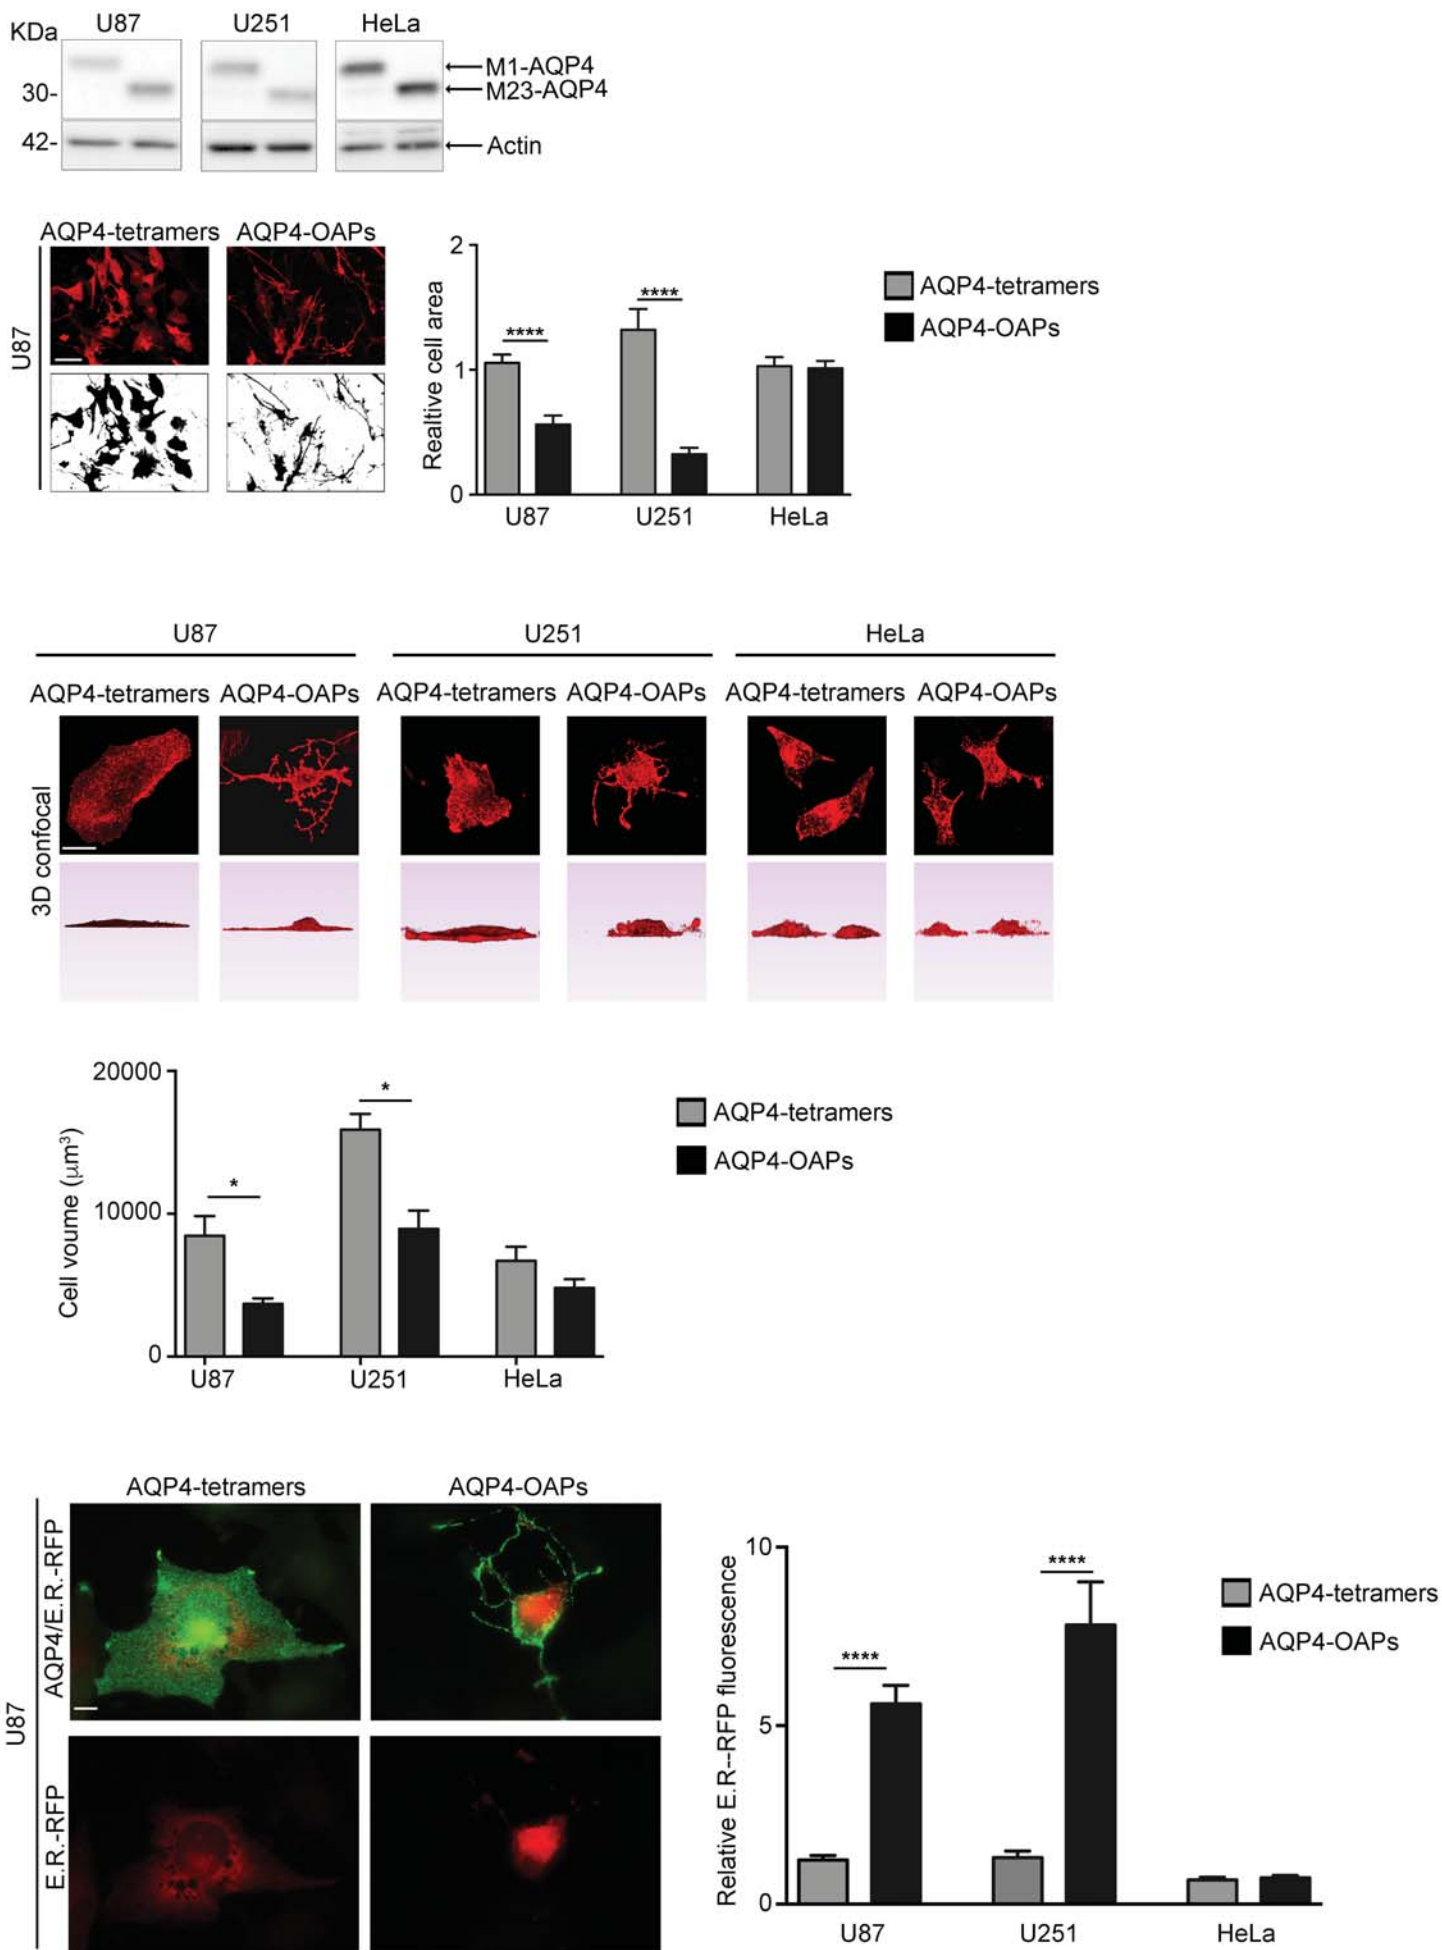 U87 U251 HeLa
KDa
M1-AQP4
30-
M23-AQP4
42-
Actin
AQP4-tetramers AQP4-OAPs
U87
Realtive cell area
2
1
0
****
****
U87 U251 HeLa
AQP4-tetramers
AQP4-OAPs
U87 U251 HeLa
AQP4-tetramers AQP4-OAPs AQP4-tetramers AQP4-OAPs AQP4-tetramers AQP4-OAPs
3D confocal
Cell voume (μm³)
20000
10000
0
*
*
U87 U251 HeLa
AQP4-tetramers
AQP4-OAPs
AQP4-tetramers AQP4-OAPs
U87
AQP4/E.R.-RFP
E.R.-RFP
Relative E.R--RFP fluorescence
10
5
0
****
****
U87 U251 HeLa
AQP4-tetramers
AQP4-OAPs